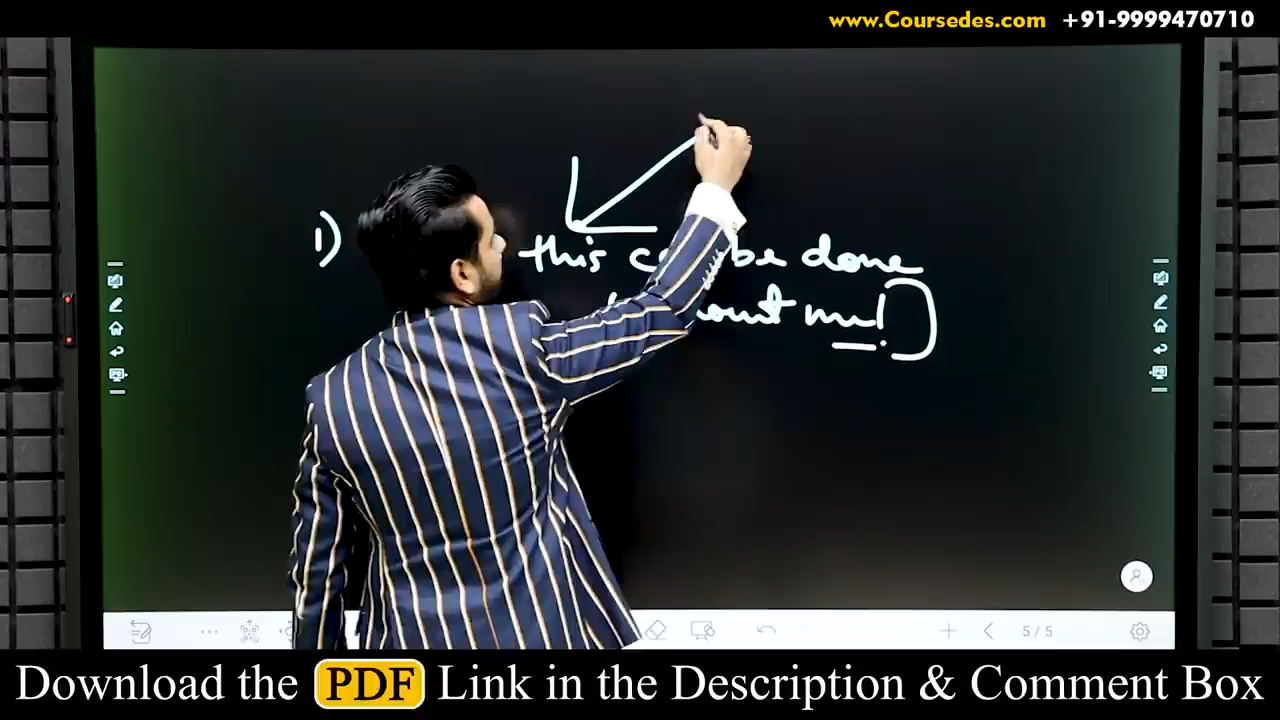 www.Coursedes.com +91-9999470710
1) this be done
me!
5 / 5
Download the PDF Link in the Description & Comment Box